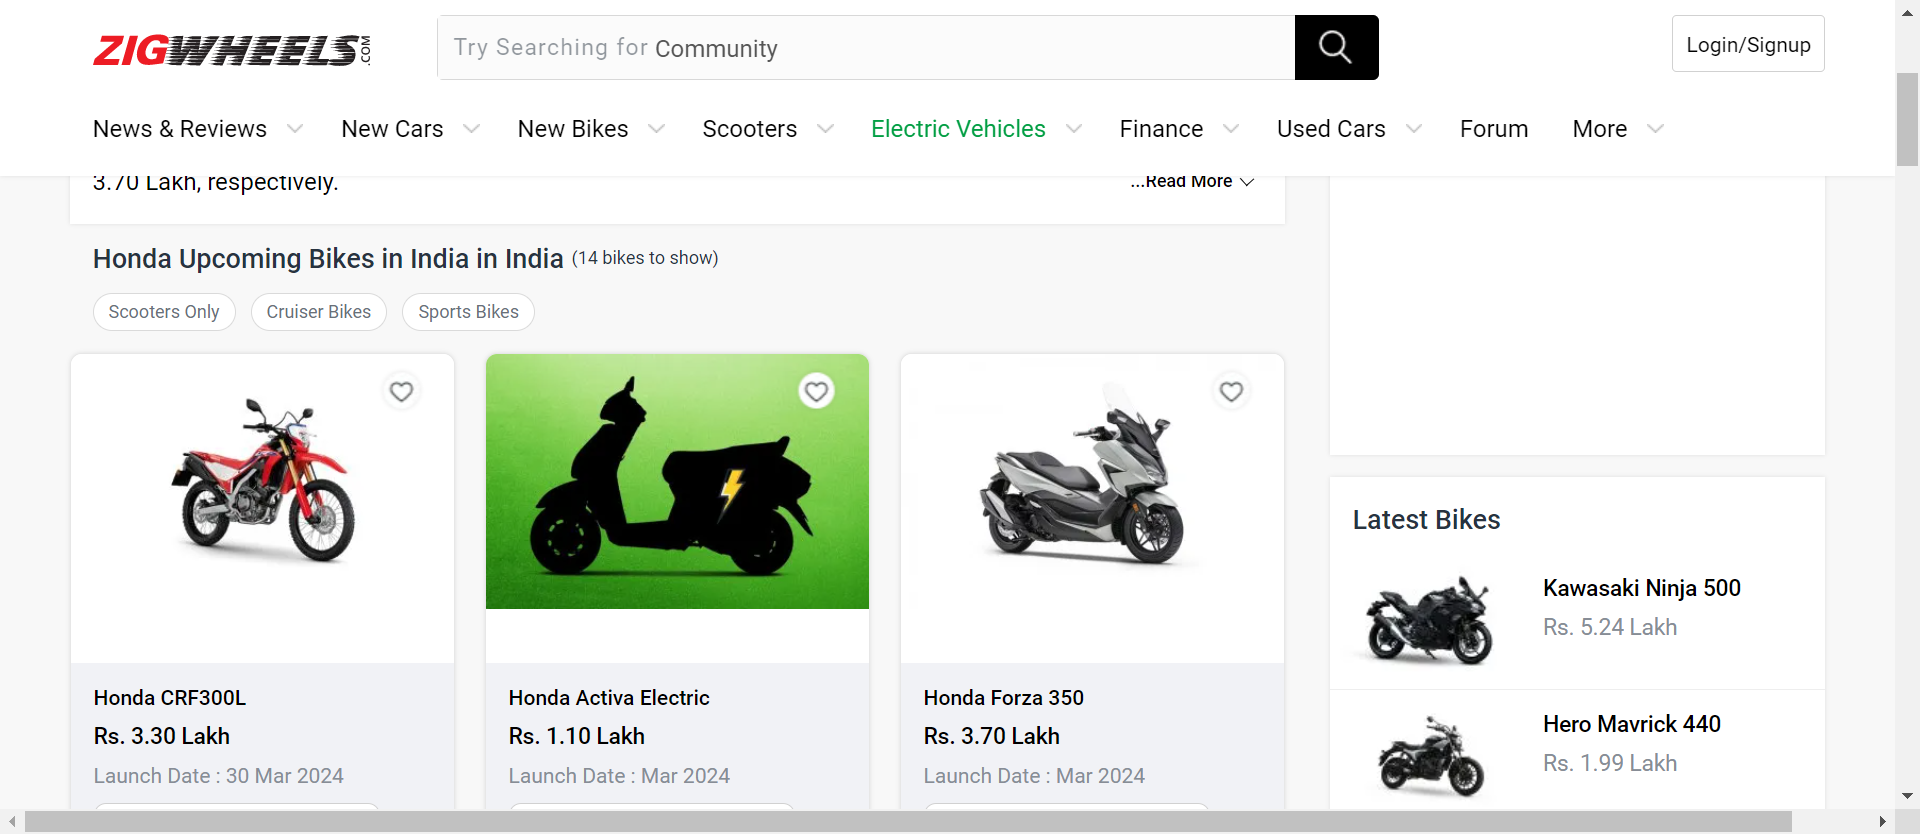 ZIGWHEELS.COM
Try Searching for Community
Login/Signup
News & Reviews New Cars New Bikes Scooters Electric Vehicles Finance Used Cars Forum More
3.70 Lakh, respectively. ...Read More
Honda Upcoming Bikes in India in India (14 bikes to show)
Scooters Only Cruiser Bikes Sports Bikes
Honda CRF300L
Rs. 3.30 Lakh
Launch Date : 30 Mar 2024
Honda Activa Electric
Rs. 1.10 Lakh
Launch Date : Mar 2024
Honda Forza 350
Rs. 3.70 Lakh
Launch Date : Mar 2024
Latest Bikes
Kawasaki Ninja 500
Rs. 5.24 Lakh
Hero Mavrick 440
Rs. 1.99 Lakh